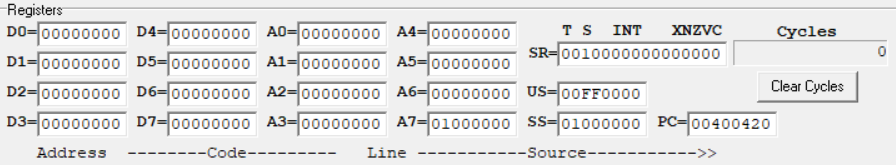 Registers
D0=00000000 D4=00000000 A0=00000000 A4=00000000 T S INT XNZVC Cycles
D1=00000000 D5=00000000 A1=00000000 A5=00000000 SR=0010000000000000 0
D2=00000000 D6=00000000 A2=00000000 A6=00000000 US=00FF0000 Clear Cycles
D3=00000000 D7=00000000 A3=00000000 A7=01000000 SS=01000000 PC=00400420
Address --------Code--------- Line -----------Source------------>>